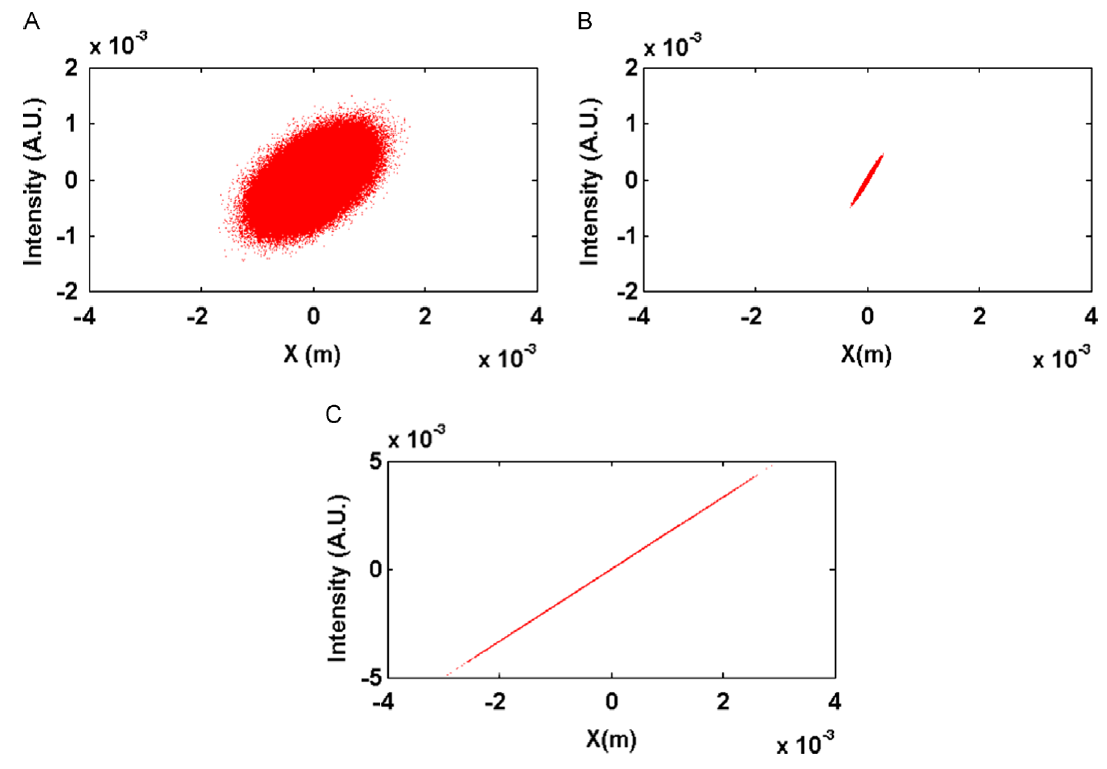 A
x 10-3
2
1
0
-1
-2
Intensity (A.U.)
-4 -2 0 2 4
X (m)
x 10-3
B
x 10-3
2
1
0
-1
-2
Intensity (A.U.)
-4 -2 0 2 4
X(m)
x 10-3
C
x 10-3
5
0
-5
Intensity (A.U.)
-4 -2 0 2 4
X(m)
x 10-3